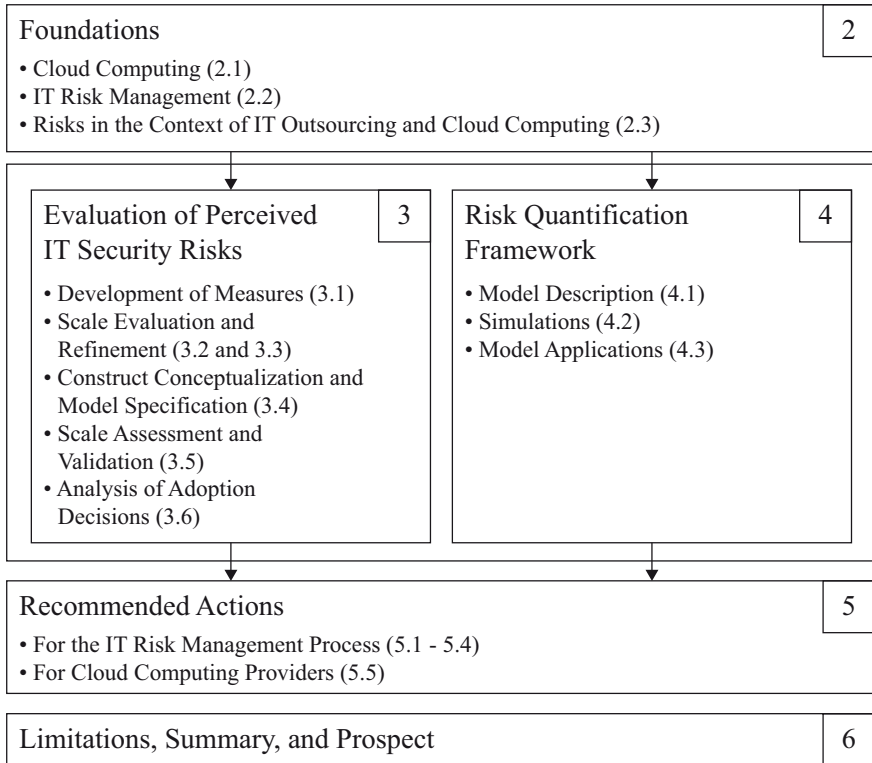 Foundations
2
• Cloud Computing (2.1)
• IT Risk Management (2.2)
• Risks in the Context of IT Outsourcing and Cloud Computing (2.3)
Evaluation of Perceived
IT Security Risks
3
• Development of Measures (3.1)
• Scale Evaluation and
Refinement (3.2 and 3.3)
• Construct Conceptualization and
Model Specification (3.4)
• Scale Assessment and
Validation (3.5)
• Analysis of Adoption
Decisions (3.6)
Risk Quantification
Framework
4
• Model Description (4.1)
• Simulations (4.2)
• Model Applications (4.3)
Recommended Actions
5
• For the IT Risk Management Process (5.1 - 5.4)
• For Cloud Computing Providers (5.5)
Limitations, Summary, and Prospect
6